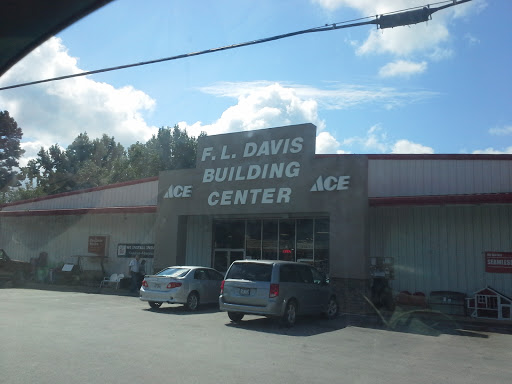 F. L. DAVIS
BUILDING
CENTER
ACE
ACE